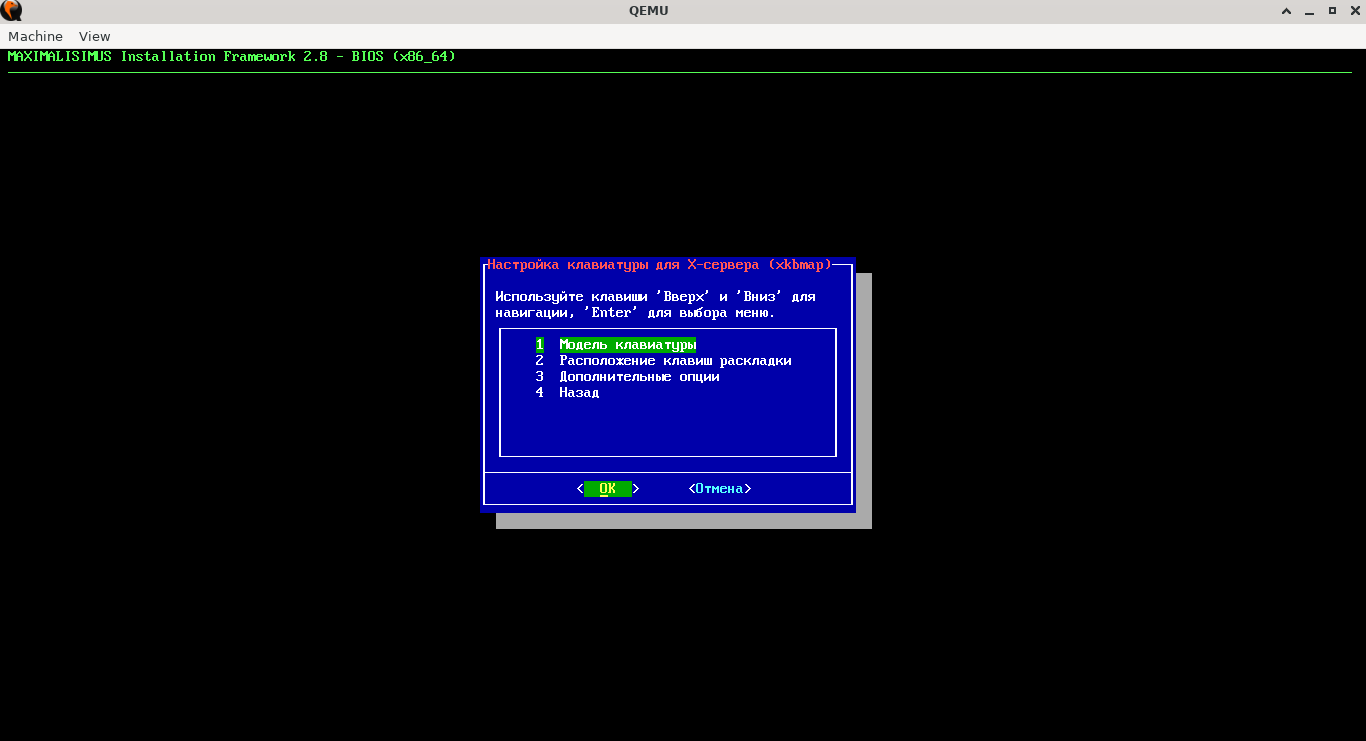 QEMU
Machine View
MAXIMALISIMUS Installation Framework 2.8 - BIOS (x86_64)
Настройка клавиатуры для X-сервера (xkbmap)
Используйте клавиши 'Вверх' и 'Вниз' для
навигации, 'Enter' для выбора меню.
1 Модель клавиатуры
2 Расположение клавиш раскладки
3 Дополнительные опции
4 Назад
< OK > <Отмена>